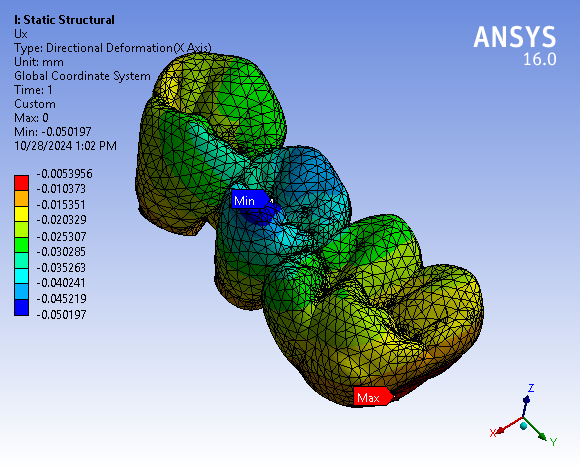 I: Static Structural
Ux
Type: Directional Deformation(X Axis)
Unit: mm
Global Coordinate System
Time: 1
Custom
Max: 0
Min: -0.050197
10/28/2024 1:02 PM
ANSYS
16.0
-0.0053956
-0.010373
-0.015351
-0.020329
-0.025307
-0.030285
-0.035263
-0.040241
-0.045219
-0.050197
Min
Max
Z
X
Y